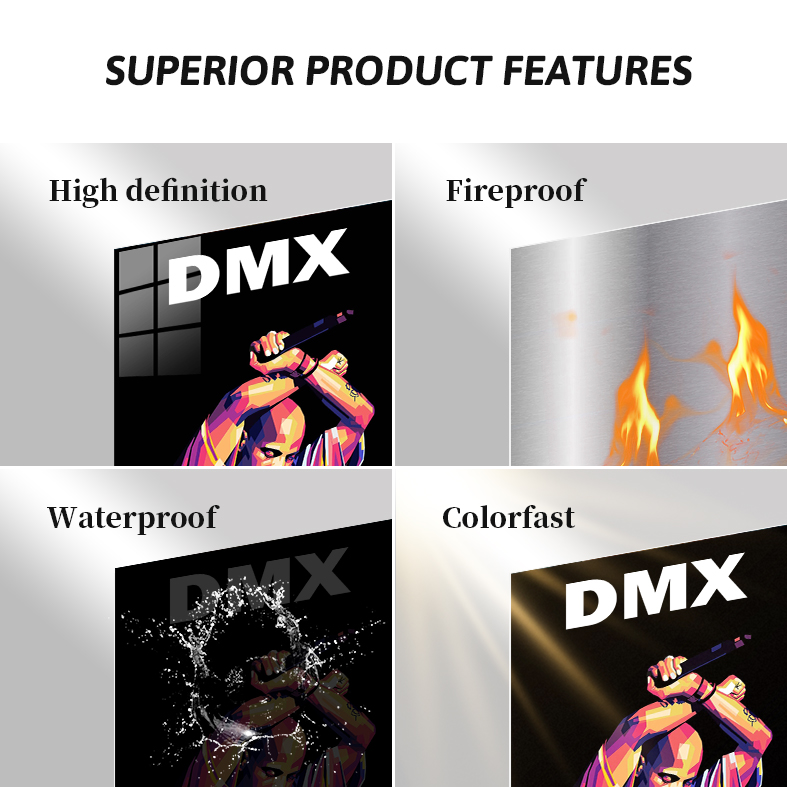 SUPERIOR PRODUCT FEATURES
High definition
Fireproof
DMX
Waterproof
Colorfast
DMX
DMX